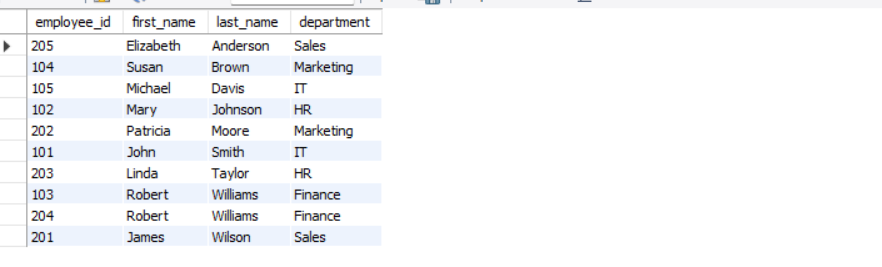 employee_id first_name last_name department
205 Elizabeth Anderson Sales
104 Susan Brown Marketing
105 Michael Davis IT
102 Mary Johnson HR
202 Patricia Moore Marketing
101 John Smith IT
203 Linda Taylor HR
103 Robert Williams Finance
204 Robert Williams Finance
201 James Wilson Sales